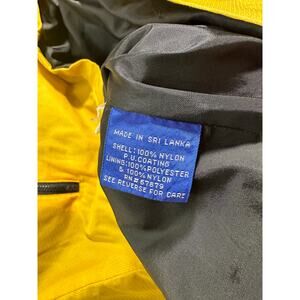 MADE IN SRI LANKA
SHELL: 100% NYLON
P.U. COATING
LINING: 100% POLYESTER
& 100% NYLON
RN# 67879
SEE REVERSE FOR CARE